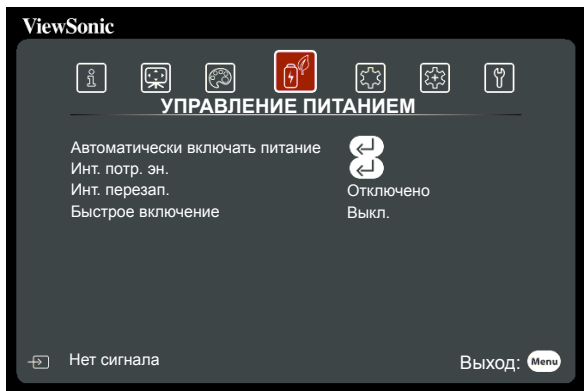 ViewSonic
УПРАВЛЕНИЕ ПИТАНИЕМ
Автоматически включать питание
Инт. потр. эн.
Инт. перезап. Отключено
Быстрое включение Выкл.
Нет сигнала Выход: Menu